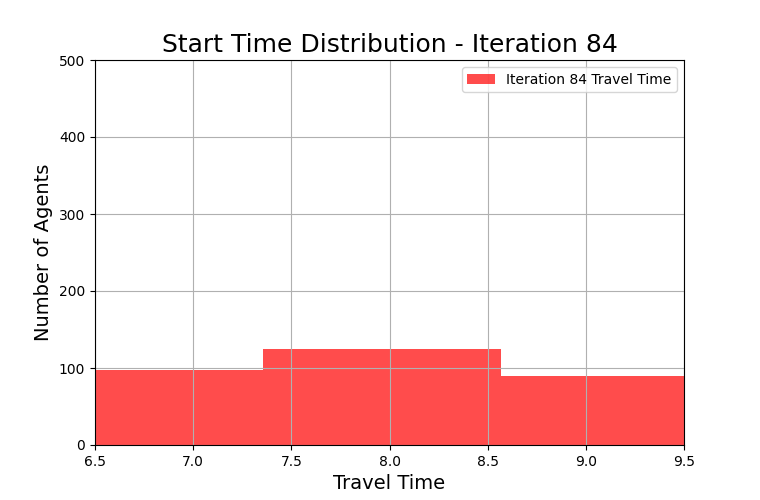 Start Time Distribution - Iteration 84
Iteration 84 Travel Time
Number of Agents
500
400
300
200
100
0
6.5 7.0 7.5 8.0 8.5 9.0 9.5
Travel Time